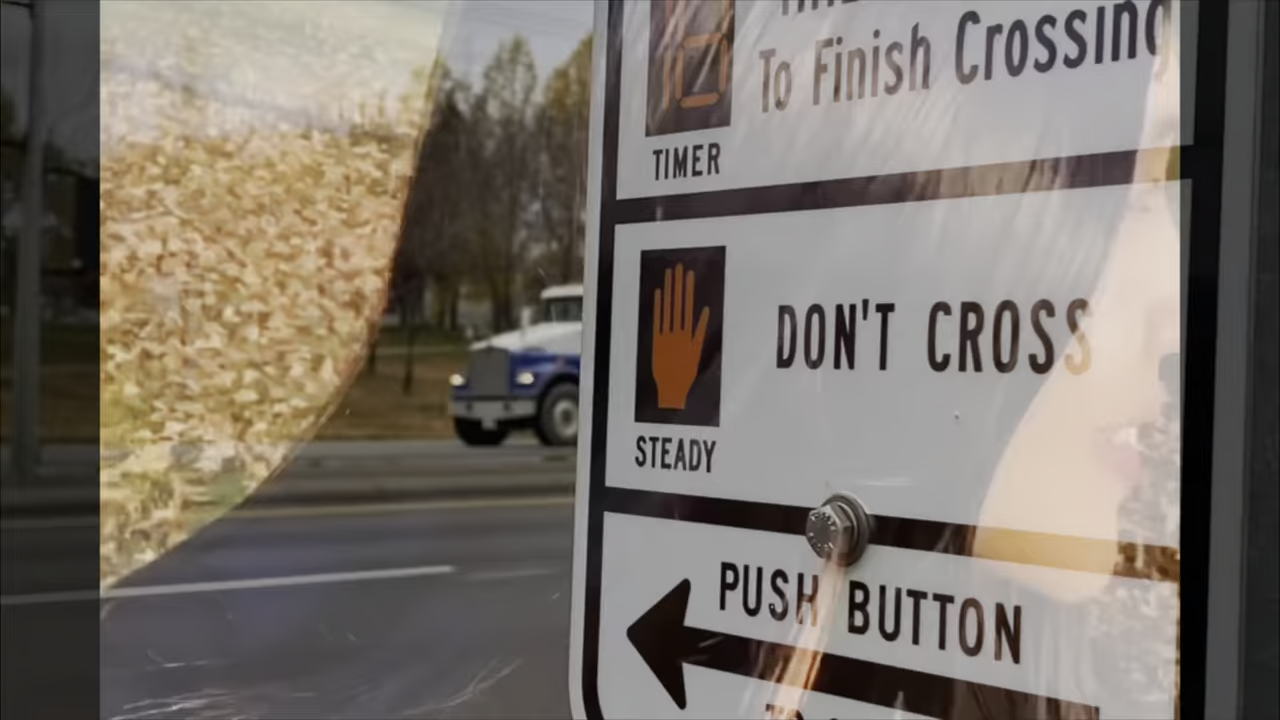 To Finish Crossing
TIMER
DON'T CROSS
STEADY
PUSH BUTTON